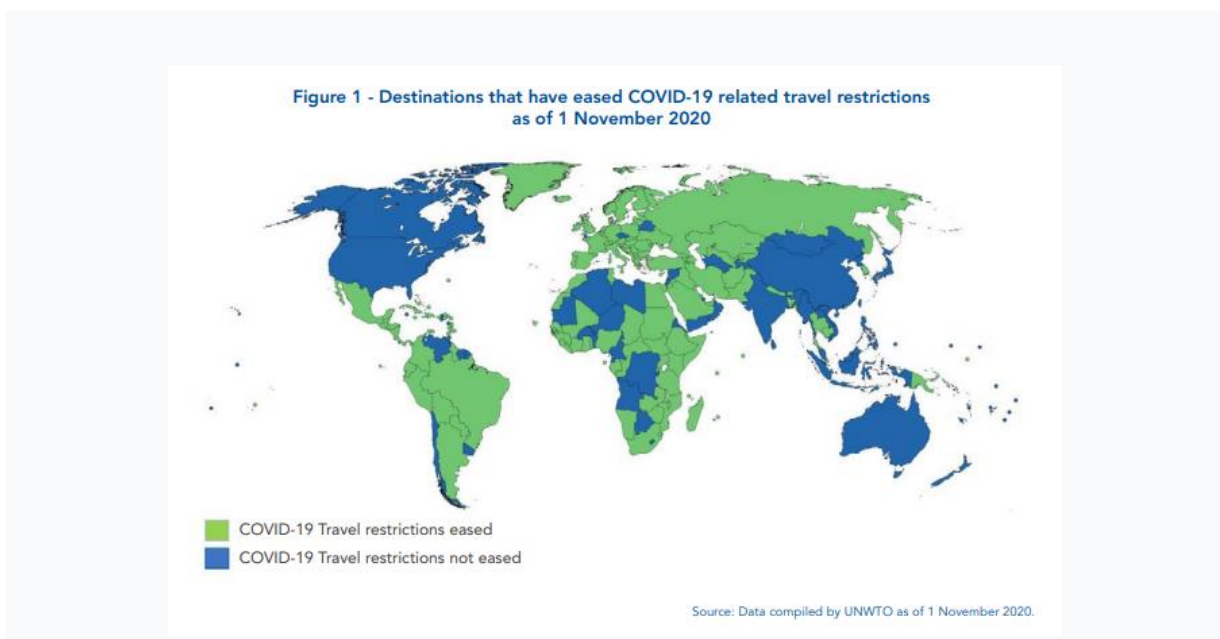 Figure 1 - Destinations that have eased COVID-19 related travel restrictions
as of 1 November 2020
COVID-19 Travel restrictions eased
COVID-19 Travel restrictions not eased
Source: Data compiled by UNWTO as of 1 November 2020.